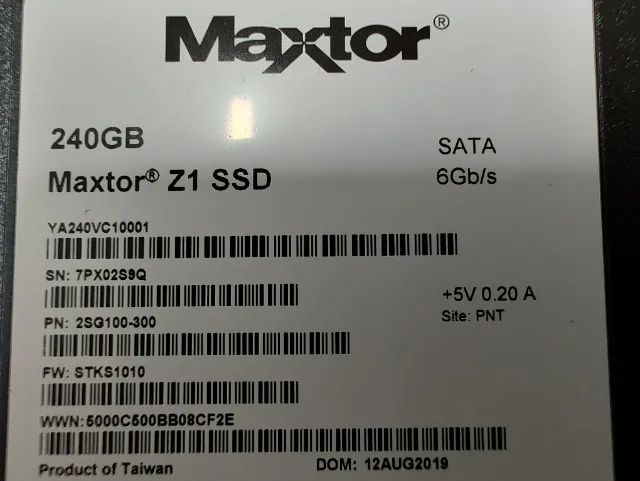 Maxtor®
240GB
SATA
Maxtor® Z1 SSD
6Gb/s
YA240VC10001
SN: 7PX02S9Q
+5V 0.20 A
PN: 2SG100-300
Site: PNT
FW: STKS1010
WWN:5000C500BB08CF2E
Product of Taiwan
DOM: 12AUG2019